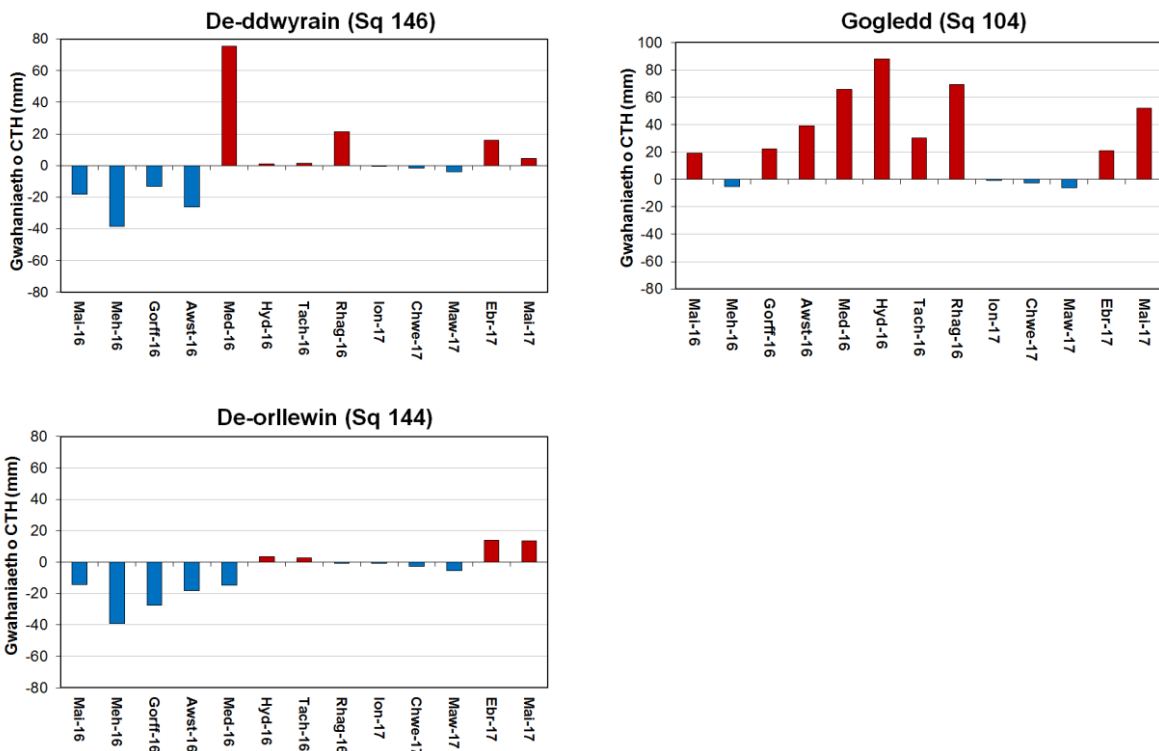 De-ddwyrain (Sq 146)
Gwahaniaeth o CTH (mm)
80
60
40
20
0
-20
-40
-60
-80
Mai-16
Meh-16
Gorff-16
Awst-16
Med-16
Hyd-16
Tach-16
Rhag-16
Ion-17
Chwe-17
Maw-17
Ebr-17
Mai-17
Gogledd (Sq 104)
Gwahaniaeth o CTH (mm)
100
80
60
40
20
0
-20
-40
-60
-80
Mai-16
Meh-16
Gorff-16
Awst-16
Med-16
Hyd-16
Tach-16
Rhag-16
Ion-17
Chwe-17
Maw-17
Ebr-17
Mai-17
De-orllewin (Sq 144)
Gwahaniaeth o CTH (mm)
80
60
40
20
0
-20
-40
-60
-80
Mai-16
Meh-16
Gorff-16
Awst-16
Med-16
Hyd-16
Tach-16
Rhag-16
Ion-17
Chwe-17
Maw-17
Ebr-17
Mai-17